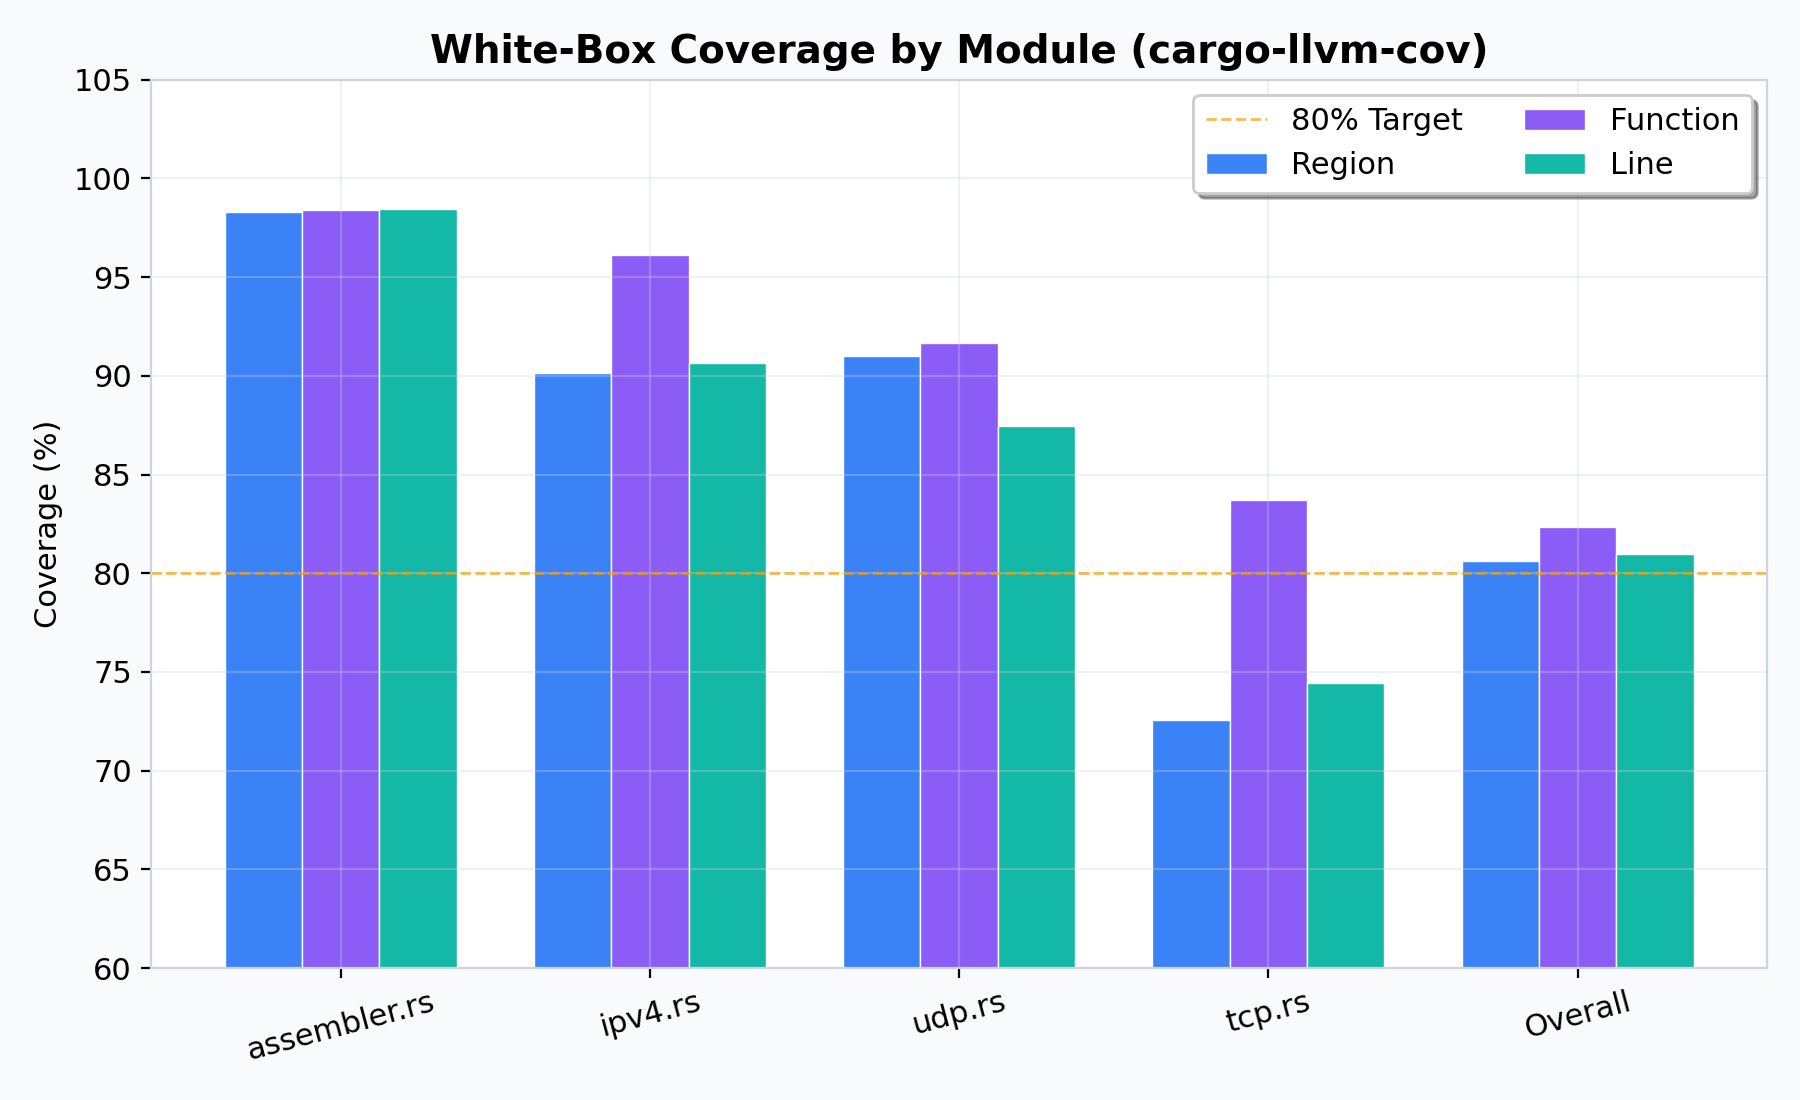 White-Box Coverage by Module (cargo-llvm-cov)
105
100
95
90
85
80
75
70
65
60
Coverage (%)
80% Target
Region
Function
Line
assembler.rs
ipv4.rs
udp.rs
tcp.rs
Overall